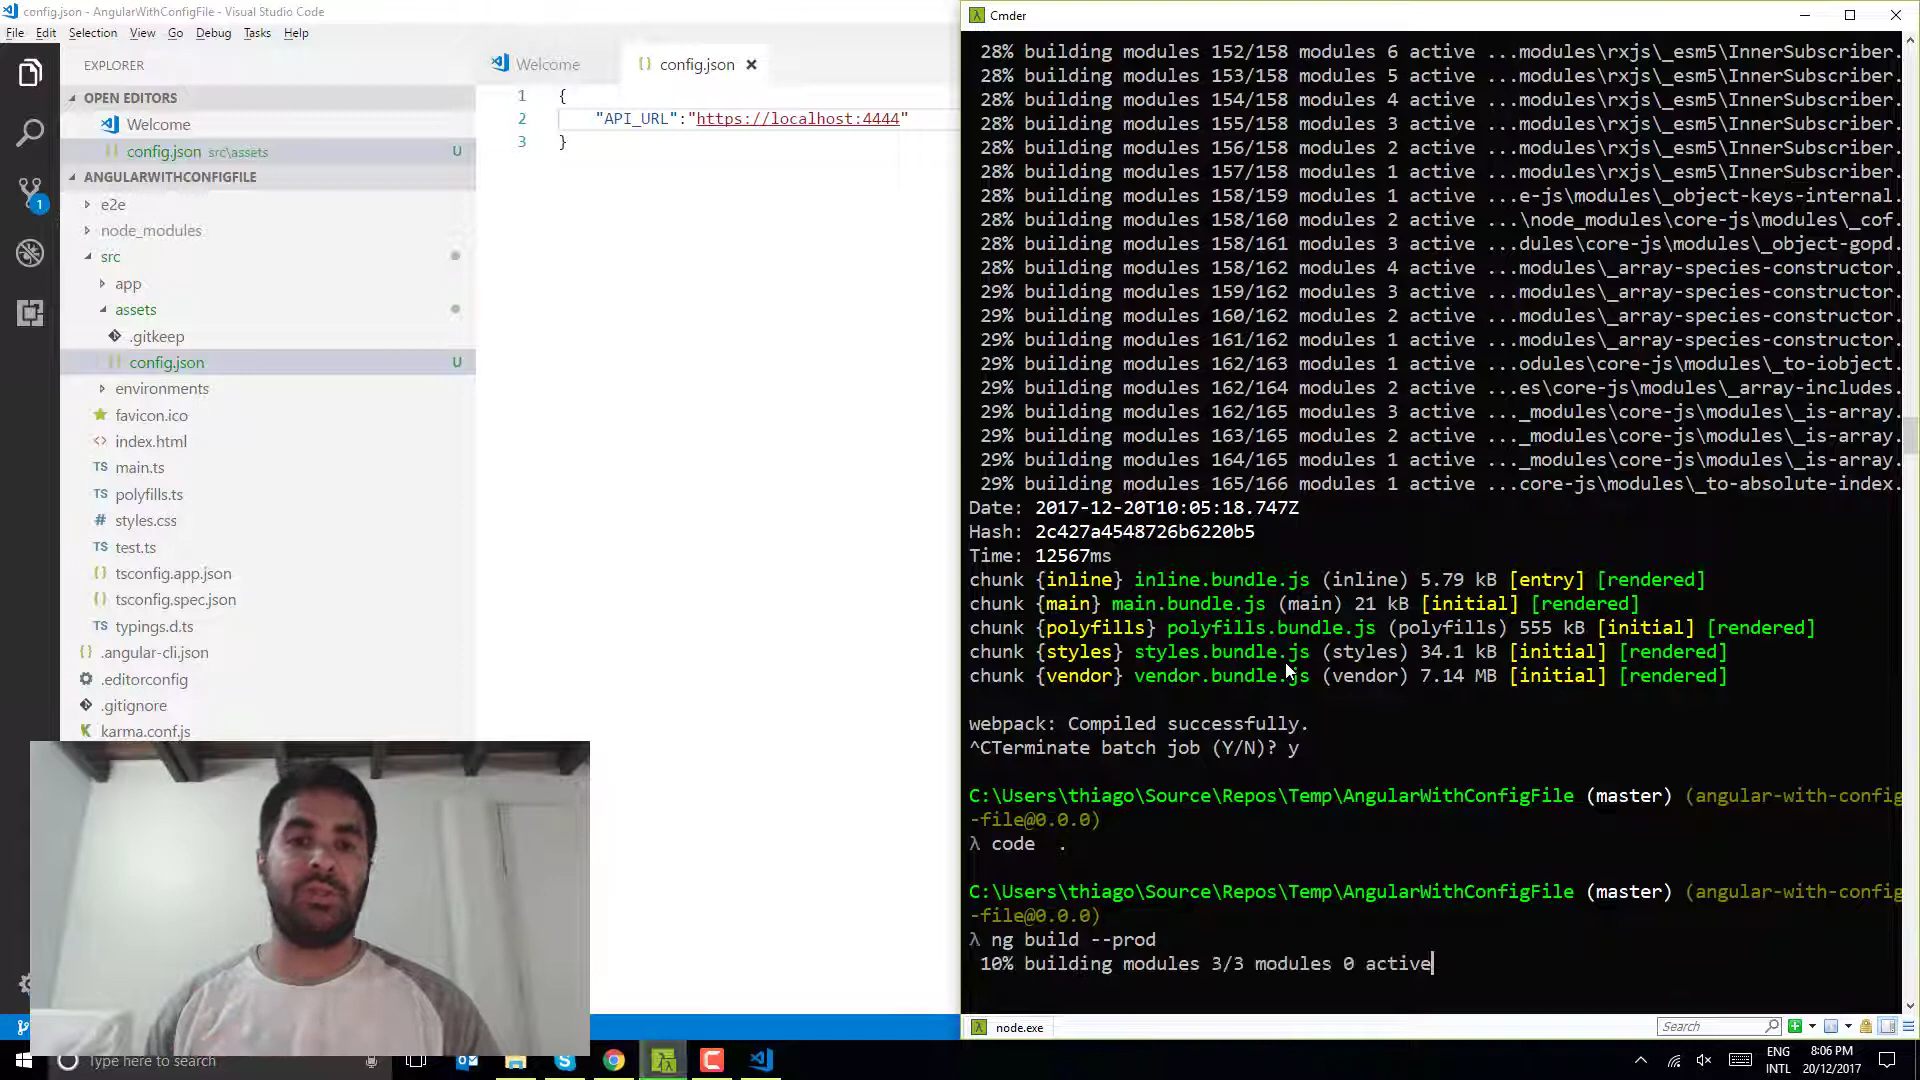 config.json - AngularWithConfigFile - Visual Studio Code
File Edit Selection View Go Debug Tasks Help
EXPLORER
OPEN EDITORS
Welcome
config.json src\assets U
ANGULARWITHCONFIGFILE
e2e
node_modules
src
app
assets
.gitkeep
config.json U
environments
favicon.ico
<> index.html
TS main.ts
TS polyfills.ts
# styles.css
TS test.ts
{} tsconfig.app.json
{} tsconfig.spec.json
TS typings.d.ts
{} .angular-cli.json
.editorconfig
.gitignore
karma.conf.js
1
Welcome
{} config.json ×
1 {
2 "API_URL":"https://localhost:4444"
3 }
Cmder
28% building modules 152/158 modules 6 active ...modules\rxjs\_esm5\InnerSubscriber.
28% building modules 153/158 modules 5 active ...modules\rxjs\_esm5\InnerSubscriber.
28% building modules 154/158 modules 4 active ...modules\rxjs\_esm5\InnerSubscriber.
28% building modules 155/158 modules 3 active ...modules\rxjs\_esm5\InnerSubscriber.
28% building modules 156/158 modules 2 active ...modules\rxjs\_esm5\InnerSubscriber.
28% building modules 157/158 modules 1 active ...modules\rxjs\_esm5\InnerSubscriber.
28% building modules 158/159 modules 1 active ...e-js\modules\_object-keys-internal.
28% building modules 158/160 modules 2 active ...\node_modules\core-js\modules\_cof.
28% building modules 158/161 modules 3 active ...dules\core-js\modules\_object-gopd.
28% building modules 158/162 modules 4 active ...modules\_array-species-constructor.
29% building modules 159/162 modules 3 active ...modules\_array-species-constructor.
29% building modules 160/162 modules 2 active ...modules\_array-species-constructor.
29% building modules 161/162 modules 1 active ...modules\_array-species-constructor.
29% building modules 162/163 modules 1 active ...odules\core-js\modules\_to-iobject.
29% building modules 162/164 modules 2 active ...es\core-js\modules\_array-includes.
29% building modules 162/165 modules 3 active ..._modules\core-js\modules\_is-array.
29% building modules 163/165 modules 2 active ..._modules\core-js\modules\_is-array.
29% building modules 164/165 modules 1 active ..._modules\core-js\modules\_is-array.
29% building modules 165/166 modules 1 active ...core-js\modules\_to-absolute-index.
Date: 2017-12-20T10:05:18.747Z
Hash: 2c427a4548726b6220b5
Time: 12567ms
chunk {inline} inline.bundle.js (inline) 5.79 kB [entry] [rendered]
chunk {main} main.bundle.js (main) 21 kB [initial] [rendered]
chunk {polyfills} polyfills.bundle.js (polyfills) 555 kB [initial] [rendered]
chunk {styles} styles.bundle.js (styles) 34.1 kB [initial] [rendered]
chunk {vendor} vendor.bundle.js (vendor) 7.14 MB [initial] [rendered]
webpack: Compiled successfully.
^CTerminate batch job (Y/N)? y
C:\Users\thiago\Source\Repos\Temp\AngularWithConfigFile (master) (angular-with-config
-file@0.0.0)
λ code .
C:\Users\thiago\Source\Repos\Temp\AngularWithConfigFile (master) (angular-with-config
-file@0.0.0)
λ ng build --prod
10% building modules 3/3 modules 0 active
node.exe
Search
Type here to search
ENG
INTL
8:06 PM
20/12/2017